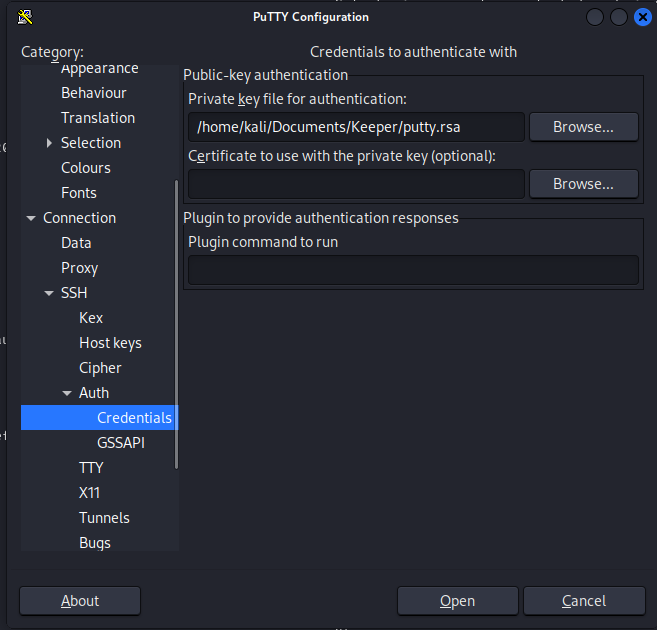 PuTTY Configuration
Category:
Credentials to authenticate with
Appearance
Behaviour
Translation
Selection
Colours
Fonts
Connection
Data
Proxy
SSH
Kex
Host keys
Cipher
Auth
Credentials
GSSAPI
TTY
X11
Tunnels
Bugs
Public-key authentication
Private key file for authentication:
/home/kali/Documents/Keeper/putty.rsa
Browse...
Certificate to use with the private key (optional):
Browse...
Plugin to provide authentication responses
Plugin command to run
About
Open
Cancel